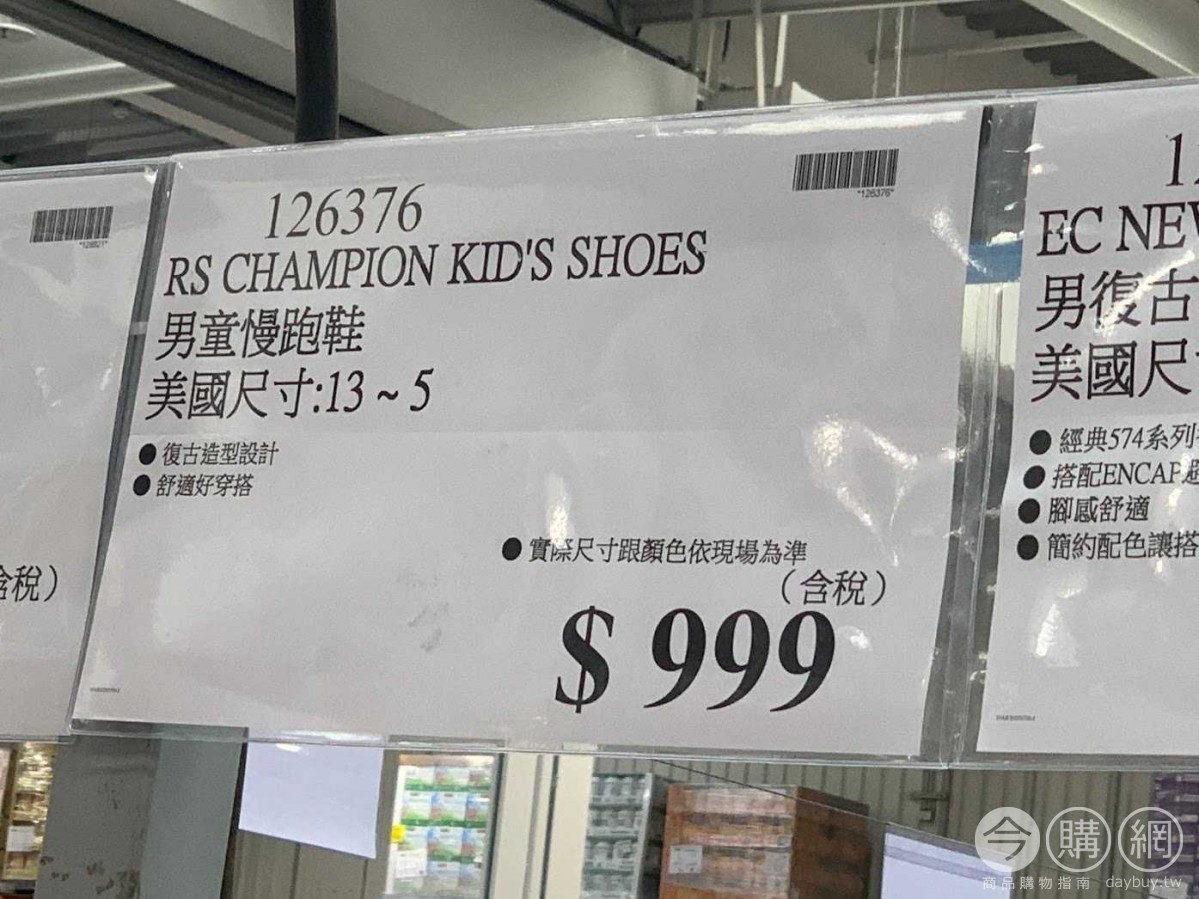 *126821*
含稅）
126376
*126376*
RS CHAMPION KID'S SHOES
男童慢跑鞋
美國尺寸:13 ~ 5
● 復古造型設計
● 舒適好穿搭
● 實際尺寸跟顏色依現場為準
（含稅）
$ 999
EC NEW
男復古
美國尺寸
● 經典574系列
● 搭配ENCAP避
● 腳感舒適
● 簡約配色讓搭
今購網
商品購物指南 daybuy.tw